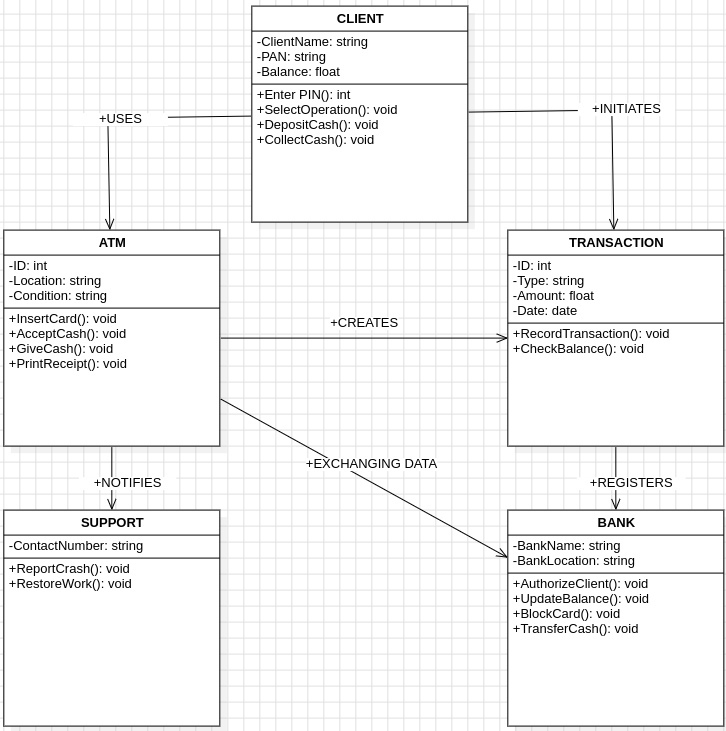 CLIENT
-ClientName: string
-PAN: string
-Balance: float
+Enter PIN(): int
+SelectOperation(): void
+DepositCash(): void
+CollectCash(): void
+USES
+INITIATES
ATM
-ID: int
-Location: string
-Condition: string
+InsertCard(): void
+AcceptCash(): void
+GiveCash(): void
+PrintReceipt(): void
+CREATES
TRANSACTION
-ID: int
-Type: string
-Amount: float
-Date: date
+RecordTransaction(): void
+CheckBalance(): void
+EXCHANGING DATA
+NOTIFIES
+REGISTERS
SUPPORT
-ContactNumber: string
+ReportCrash(): void
+RestoreWork(): void
BANK
-BankName: string
-BankLocation: string
+AuthorizeClient(): void
+UpdateBalance(): void
+BlockCard(): void
+TransferCash(): void